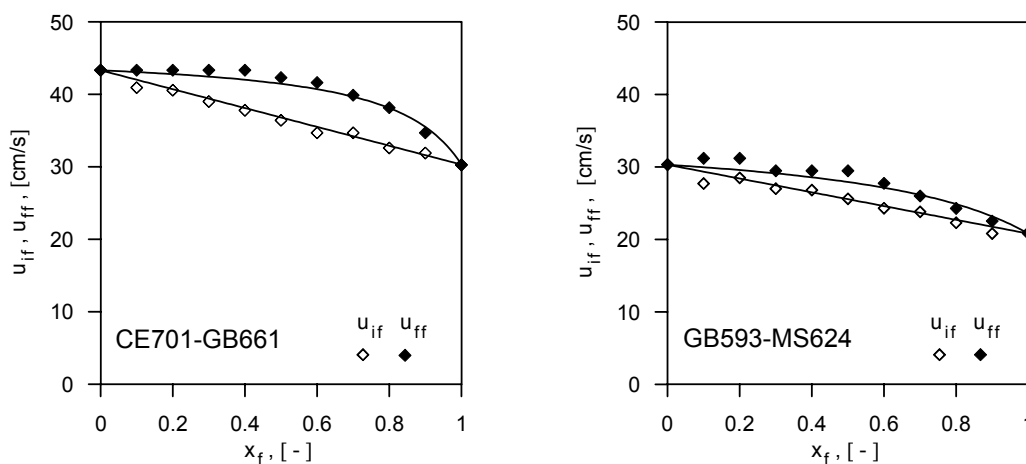 50
40
30
20
10
0
u_if , u_ff , [cm/s]
CE701-GB661
u_if u_ff
0 0.2 0.4 0.6 0.8 1
x_f , [ - ]
50
40
30
20
10
0
u_if , u_ff , [cm/s]
GB593-MS624
u_if u_ff
0 0.2 0.4 0.6 0.8 1
x_f , [ - ]